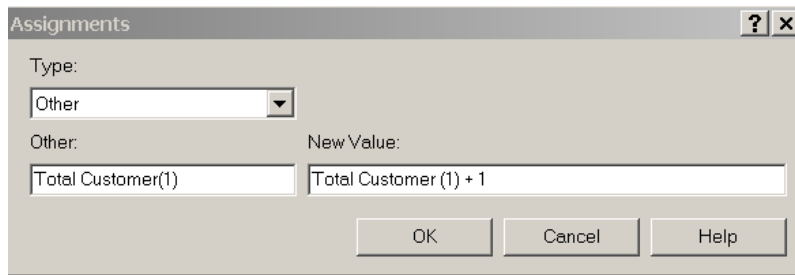 Assignments
Type:
Other
Other: New Value:
Total Customer(1) Total Customer (1) + 1
OK Cancel Help